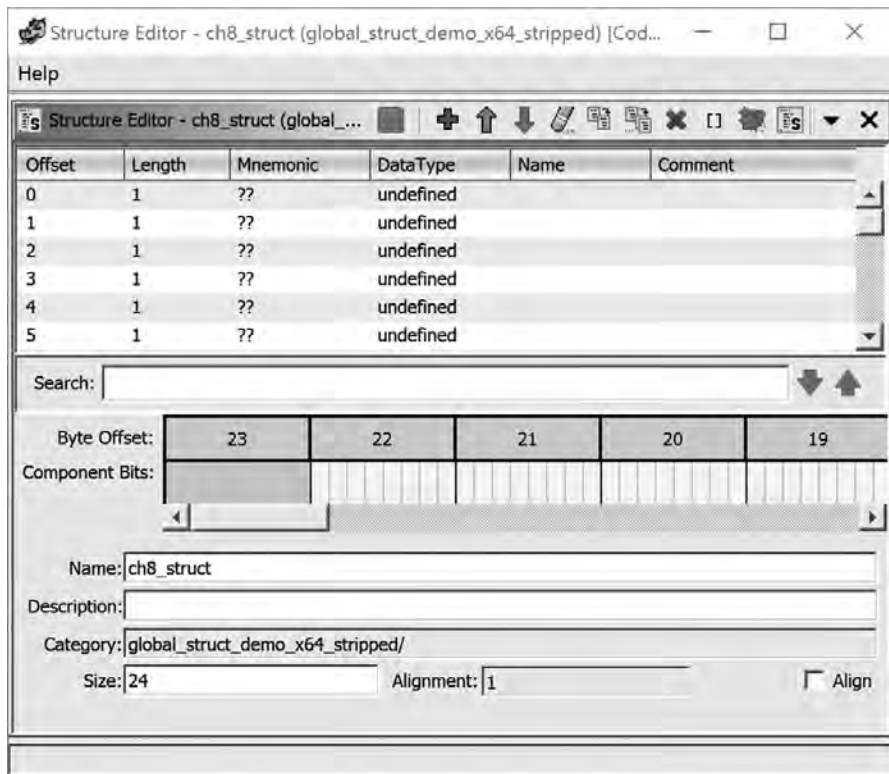 Structure Editor - ch8_struct (global_struct_demo_x64_stripped) [Cod...
Help
Structure Editor - ch8_struct (global_...
Offset Length Mnemonic DataType Name Comment
0 1 ?? undefined
1 1 ?? undefined
2 1 ?? undefined
3 1 ?? undefined
4 1 ?? undefined
5 1 ?? undefined
Search:
Byte Offset: 23 22 21 20 19
Component Bits:
Name: ch8_struct
Description:
Category: global_struct_demo_x64_stripped/
Size: 24 Alignment: 1 Align